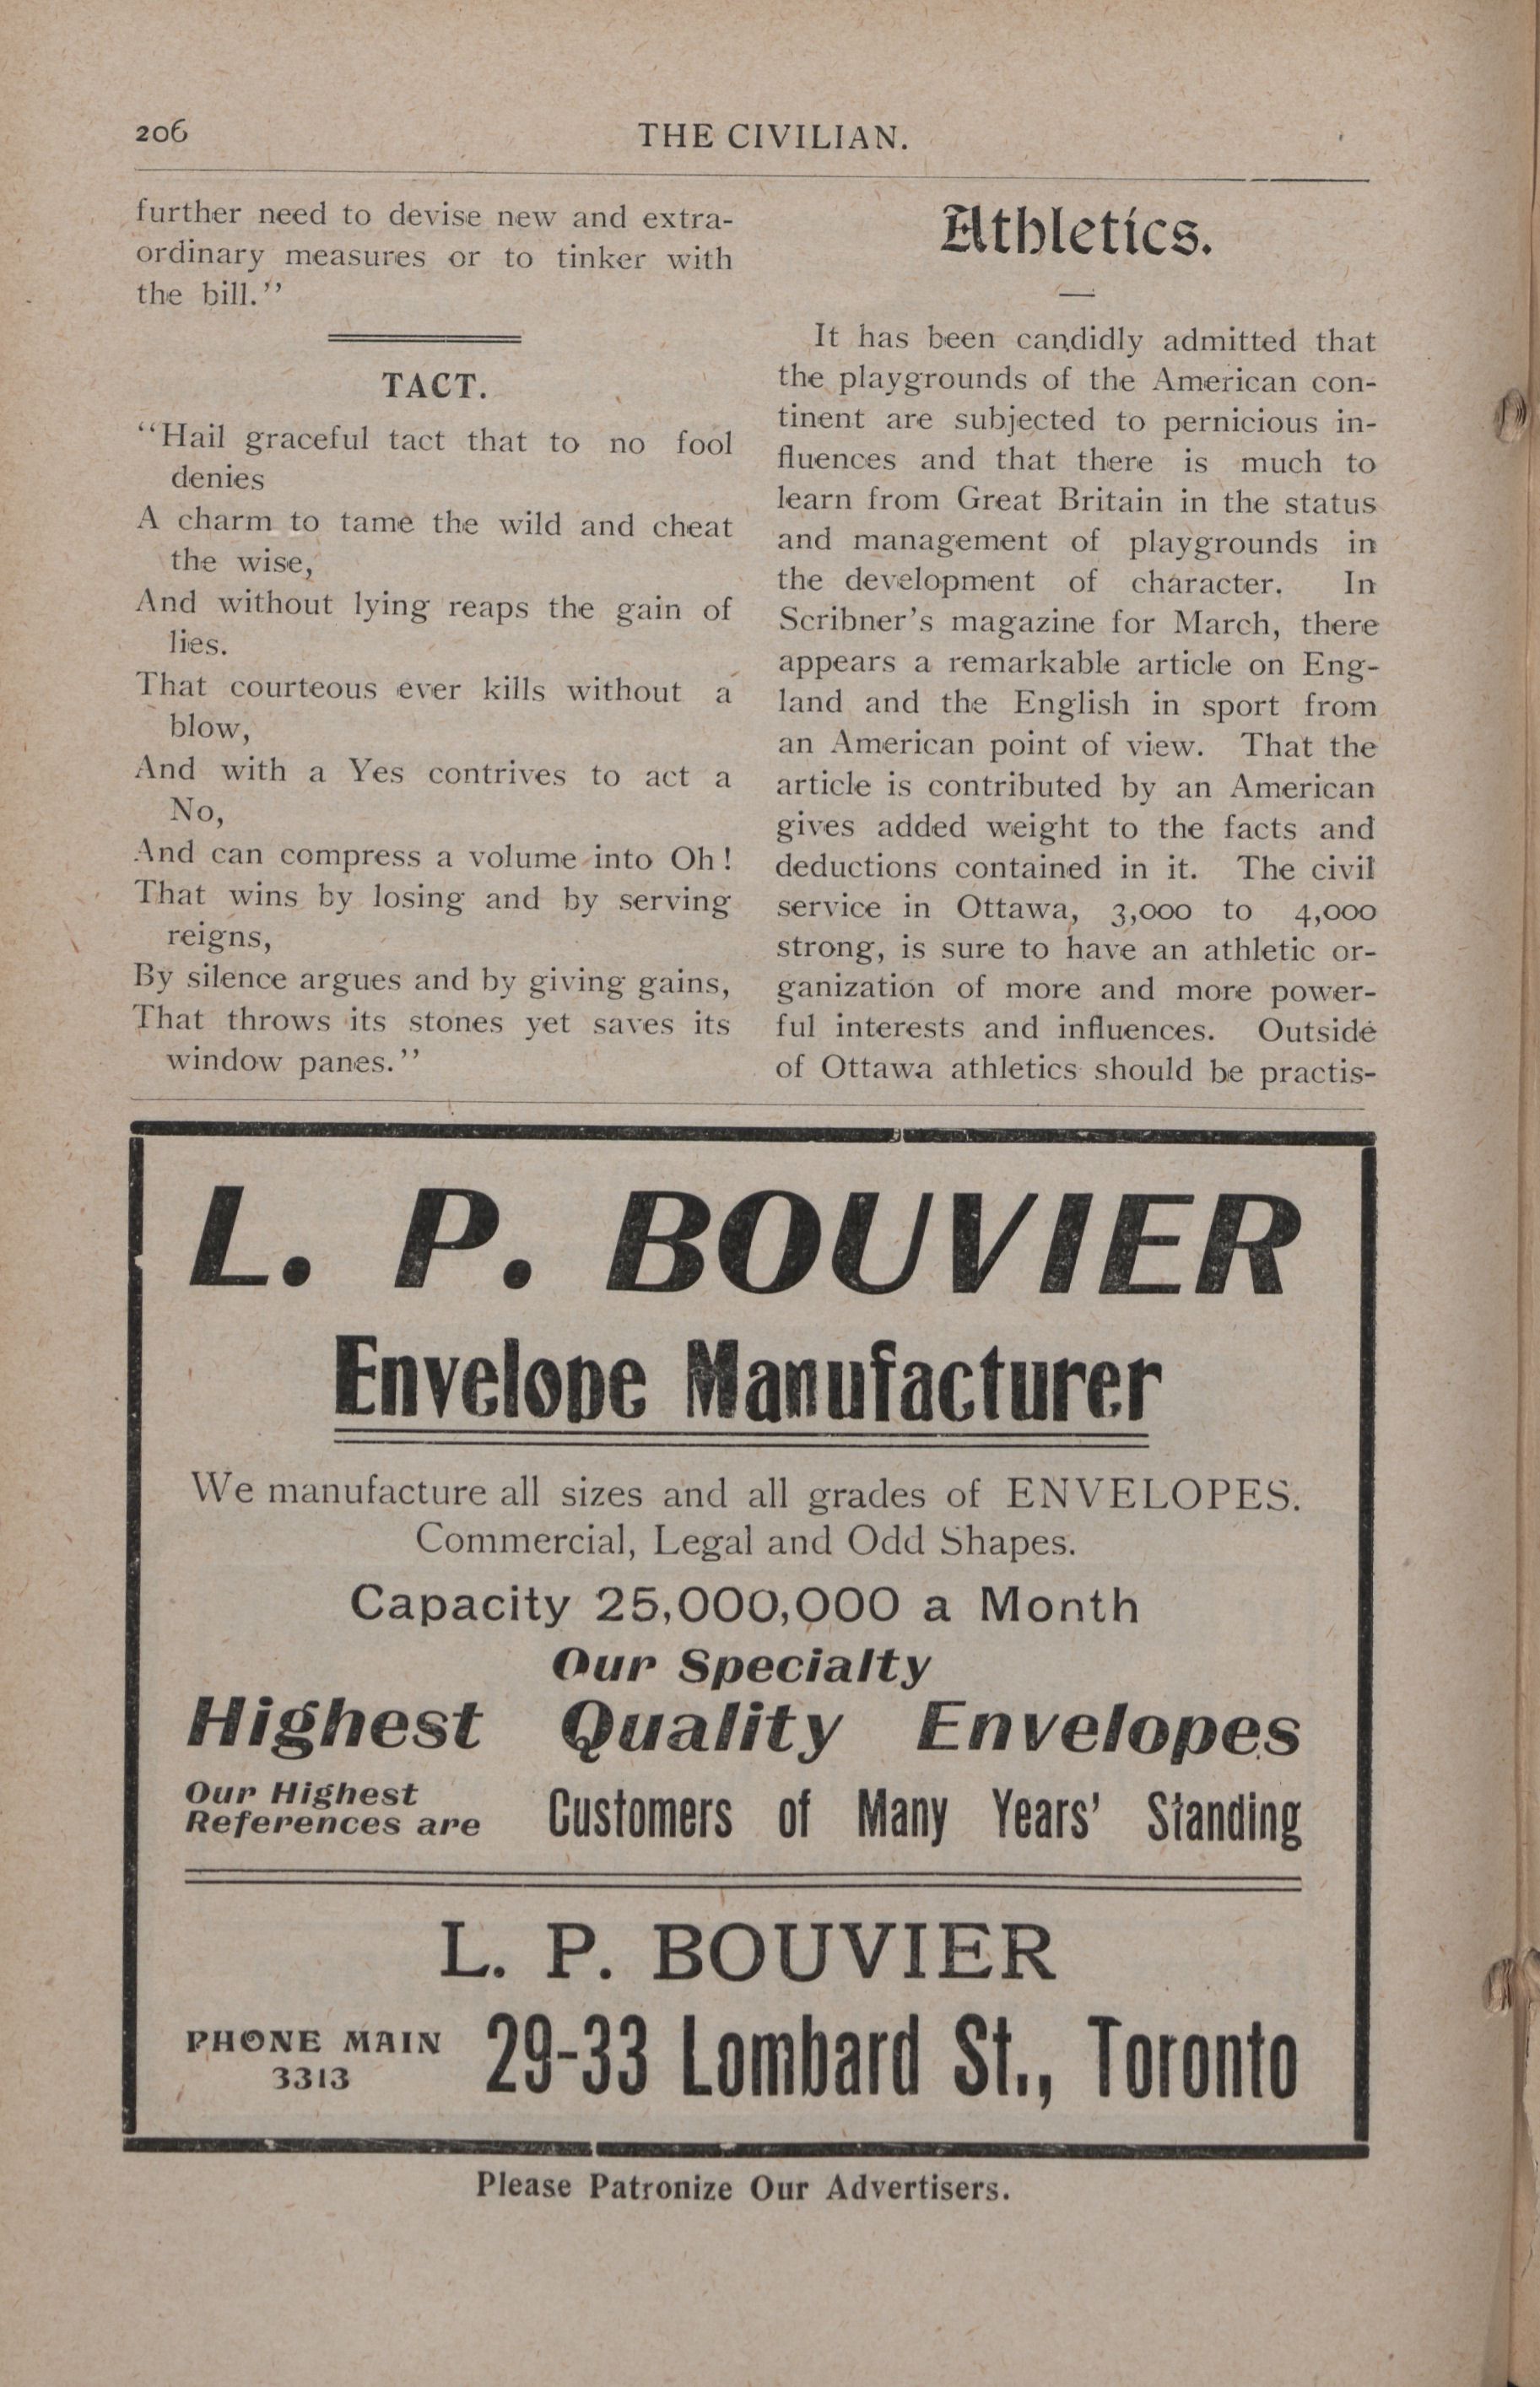 206
THE CIVILIAN.
further need to devise new and extra-
ordinary measures or to tinker with
the bill."
TACT.
"Hail graceful tact that to no fool
denies
A charm to tame the wild and cheat
the wise,
And without lying reaps the gain of
lies.
That courteous ever kills without a
blow,
And with a Yes contrives to act a
No,
And can compress a volume into Oh!
That wins by losing and by serving
reigns,
By silence argues and by giving gains,
That throws its stones yet saves its
window panes."
Athletics.
It has been candidly admitted that
the playgrounds of the American con-
tinent are subjected to pernicious in-
fluences and that there is much to
learn from Great Britain in the status
and management of playgrounds in
the development of character. In
Scribner's magazine for March, there
appears a remarkable article on Eng-
land and the English in sport from
an American point of view. That the
article is contributed by an American
gives added weight to the facts and
deductions contained in it. The civil
service in Ottawa, 3,000 to 4,000
strong, is sure to have an athletic or-
ganization of more and more power-
ful interests and influences. Outside
of Ottawa athletics should be practis-
L. P. BOUVIER
Envelope Manufacturer
We manufacture all sizes and all grades of ENVELOPES.
Commercial, Legal and Odd Shapes.
Capacity 25,000,000 a Month
Our Specialty
Highest Quality Envelopes
Our Highest
References are
Customers of Many Years' Standing
L. P. BOUVIER
PHONE MAIN
3313
29-33 Lombard St., Toronto
Please Patronize Our Advertisers.